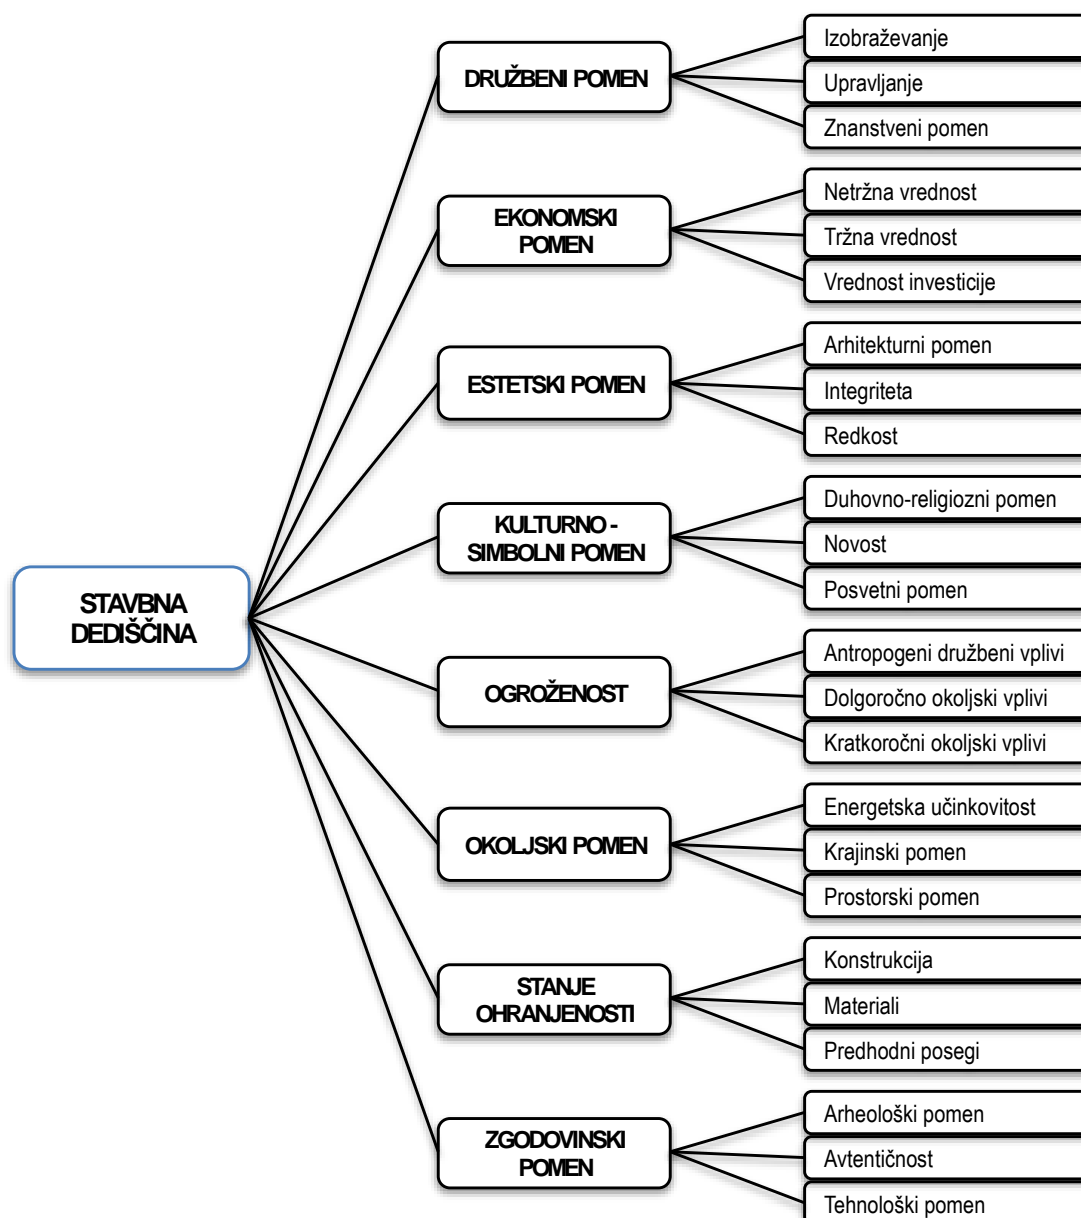 STAVBNA
DEDIŠČINA
DRUŽBENI POMEN
Izobraževanje
Upravljanje
Znanstveni pomen
EKONOMSKI
POMEN
Netržna vrednost
Tržna vrednost
Vrednost investicije
ESTETSKI POMEN
Arhitekturni pomen
Integriteta
Redkost
KULTURNO -
SIMBOLNI POMEN
Duhovno-religiozni pomen
Novost
Posvetni pomen
OGROŽENOST
Antropogeni družbeni vplivi
Dolgoročno okoljski vplivi
Kratkoročni okoljski vplivi
OKOLJSKI POMEN
Energetska učinkovitost
Krajinski pomen
Prostorski pomen
STANJE
OHRANJENOSTI
Konstrukcija
Materiali
Predhodni posegi
ZGODOVINSKI
POMEN
Arheološki pomen
Avtentičnost
Tehnološki pomen